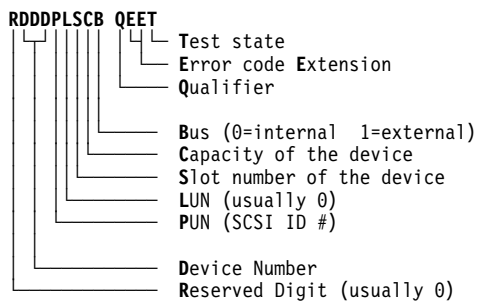 RDDDPLSCB QEET
Test state
Error code Extension
Qualifier
Bus (0=internal 1=external)
Capacity of the device
Slot number of the device
LUN (usually 0)
PUN (SCSI ID #)
Device Number
Reserved Digit (usually 0)